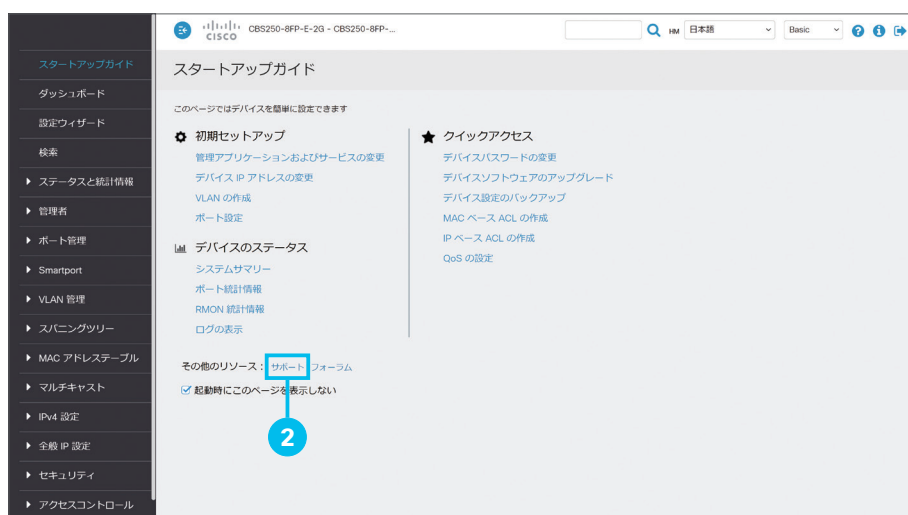 CISCO CBS250-8FP-E-2G - CBS250-8FP-... HM 日本語 Basic
スタートアップガイド
ダッシュボード
設定ウィザード
検索
ステータスと統計情報
管理者
ポート管理
Smartport
VLAN 管理
スパニングツリー
MAC アドレステーブル
マルチキャスト
IPv4 設定
全般 IP 設定
セキュリティ
アクセスコントロール
スタートアップガイド
このページではデバイスを簡単に設定できます
初期セットアップ
管理アプリケーションおよびサービスの変更
デバイス IP アドレスの変更
VLAN の作成
ポート設定
デバイスのステータス
システムサマリー
ポート統計情報
RMON 統計情報
ログの表示
クイックアクセス
デバイスパスワードの変更
デバイスソフトウェアのアップグレード
デバイス設定のバックアップ
MAC ベース ACL の作成
IP ベース ACL の作成
QoS の設定
その他のリソース : サポート フォーラム
起動時にこのページを表示しない
2